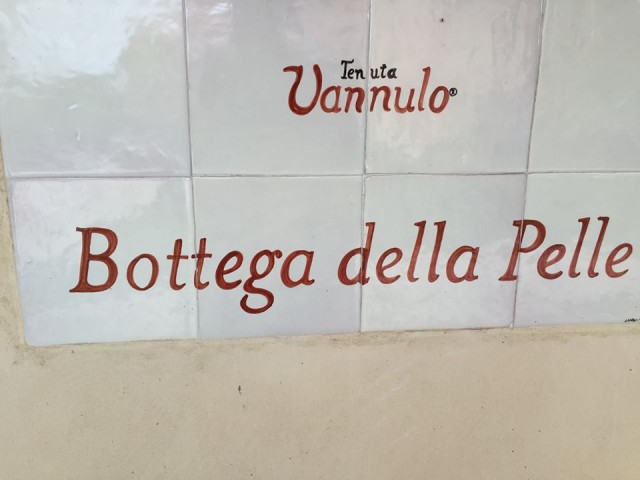 Tenuta
Vannulo®
Bottega della Pelle